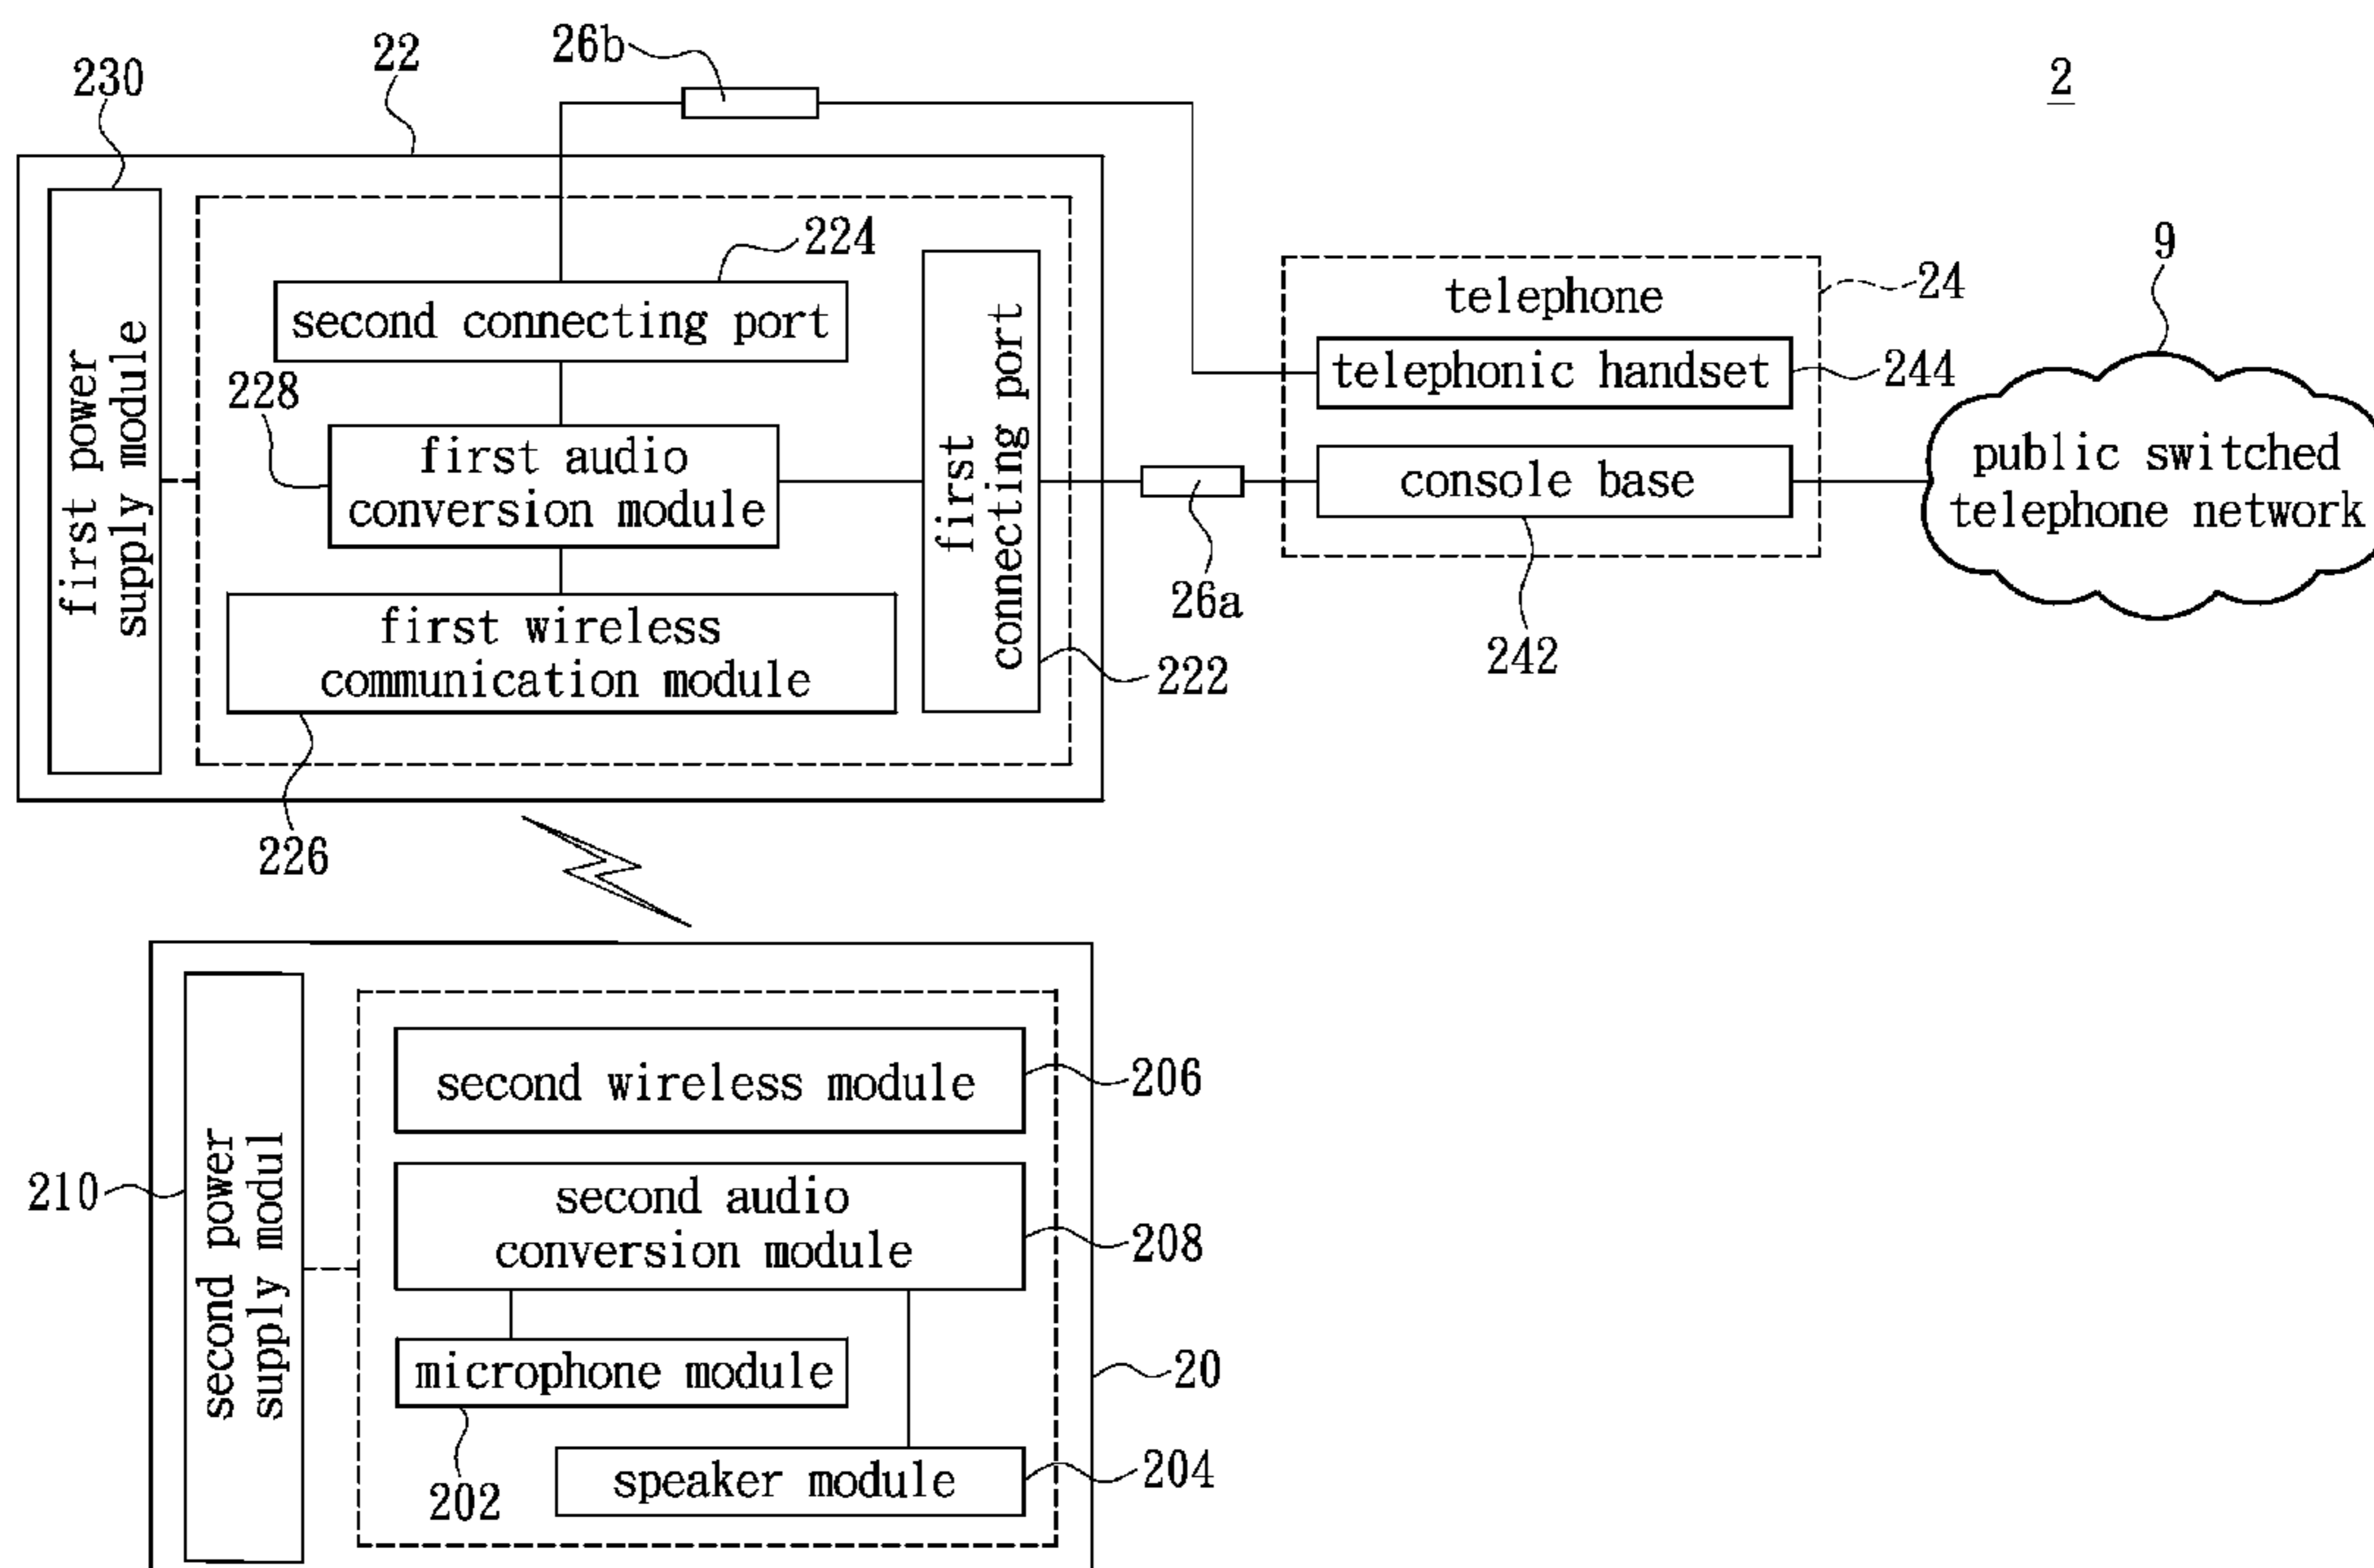 2
26b
22
230
224
second connecting port
228
first audio
conversion module
first wireless
communication module
226
first power
supply module
first
connecting port
222
26a
telephone
24
telephonic handset
244
console base
242
9
public switched
telephone network
second wireless module
206
second audio
conversion module
208
210
second power
supply modul
microphone module
202
20
speaker module
204